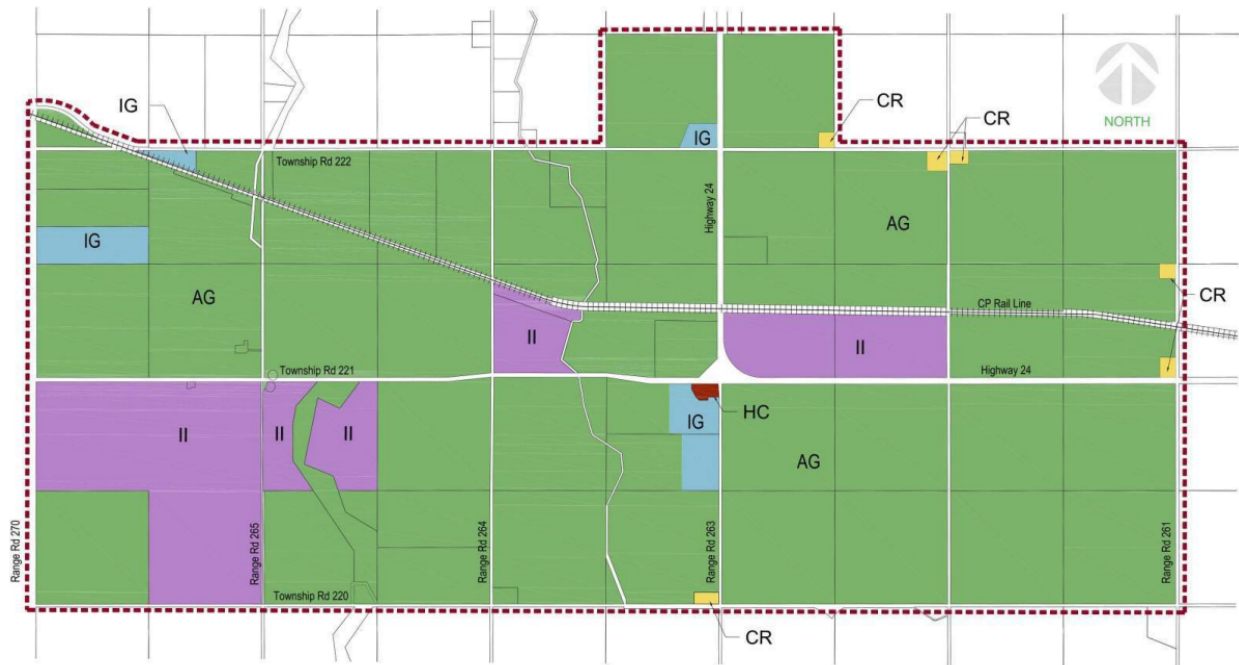 IG
CR
CR
NORTH
IG
Township Rd 222
Highway 24
AG
IG
AG
CR
CP Rail Line
II
II
Township Rd 221
Highway 24
HC
IG
II
II
II
AG
Range Rd 270
Range Rd 265
Range Rd 264
Range Rd 263
Range Rd 261
Township Rd 220
CR